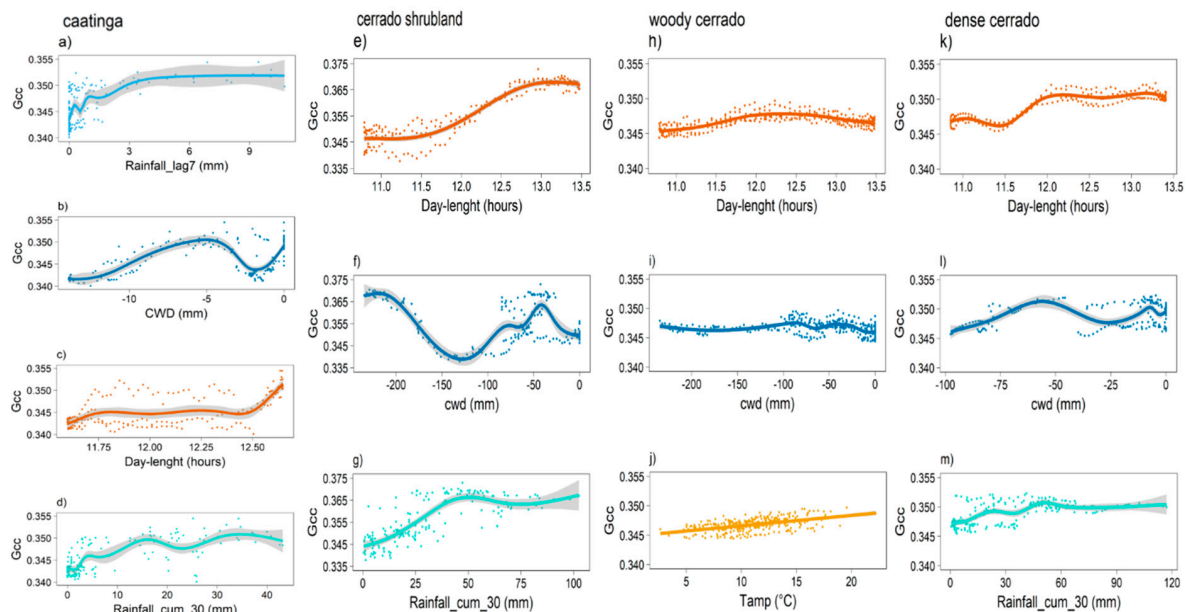 caatinga
cerrado shrubland
woody cerrado
dense cerrado
a)
0.355
0.350
0.345
0.340
Gcc
0
3
6
9
Rainfall_lag7 (mm)
b)
0.355
0.350
0.345
0.340
Gcc
-10
-5
0
CWD (mm)
c)
0.355
0.350
0.345
0.340
Gcc
11.75
12.00
12.25
12.50
Day-lenght (hours)
d)
0.355
0.350
0.345
0.340
Gcc
0
10
20
30
40
Rainfall_cum_30 (mm)
e)
0.375
0.365
0.355
0.345
0.335
Gcc
11.0
11.5
12.0
12.5
13.0
13.5
Day-lenght (hours)
f)
0.375
0.365
0.355
0.345
0.335
Gcc
-200
-150
-100
-50
0
cwd (mm)
g)
0.375
0.365
0.355
0.345
0.335
Gcc
0
25
50
75
100
Rainfall_cum_30 (mm)
h)
0.350
0.345
0.340
Gcc
11.0
11.5
12.0
12.5
13.0
13.5
Day-lenght (hours)
i)
0.350
0.345
0.340
Gcc
-200
-150
-100
-50
0
cwd (mm)
j)
0.350
0.345
0.340
Gcc
5
10
15
20
Tamp (°C)
k)
0.350
0.345
0.340
Gcc
11.0
11.5
12.0
12.5
13.0
13.5
Day-lenght (hours)
l)
0.350
0.345
0.340
Gcc
-100
-75
-50
-25
0
cwd (mm)
m)
0.350
0.345
0.340
Gcc
0
30
60
90
120
Rainfall_cum_30 (mm)